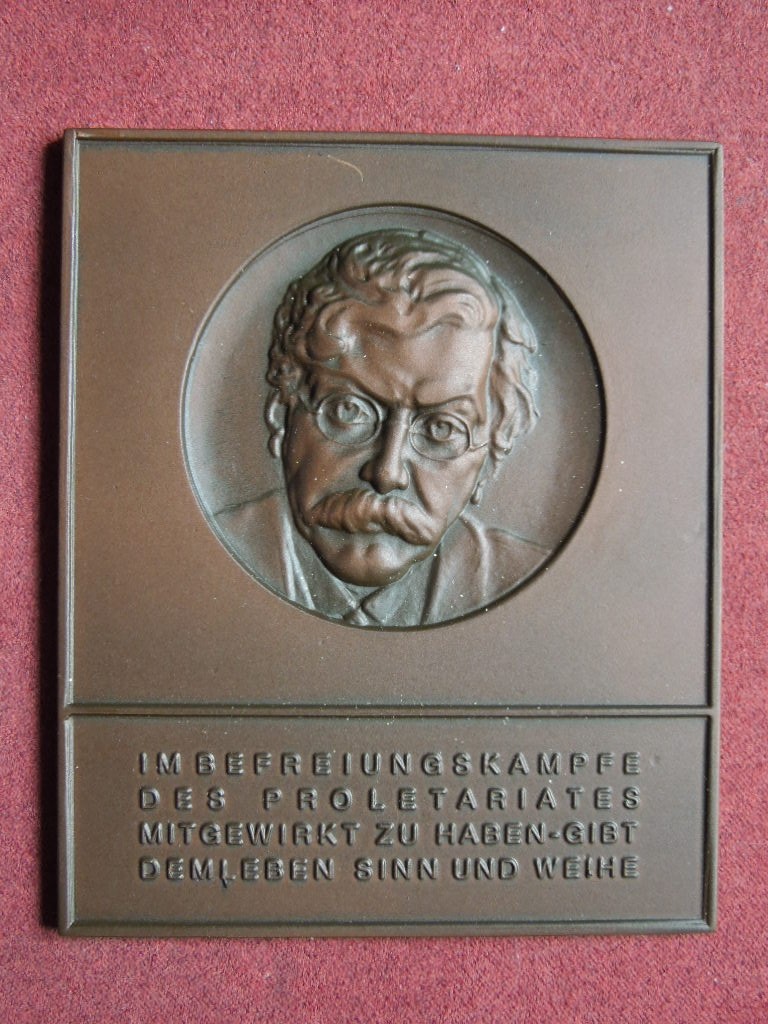 IM BEFREIUNGSKAMPFE
DES PROLETARIATES
MITGEWIRKT ZU HABEN-GIBT
DEM LEBEN SINN UND WEIHE